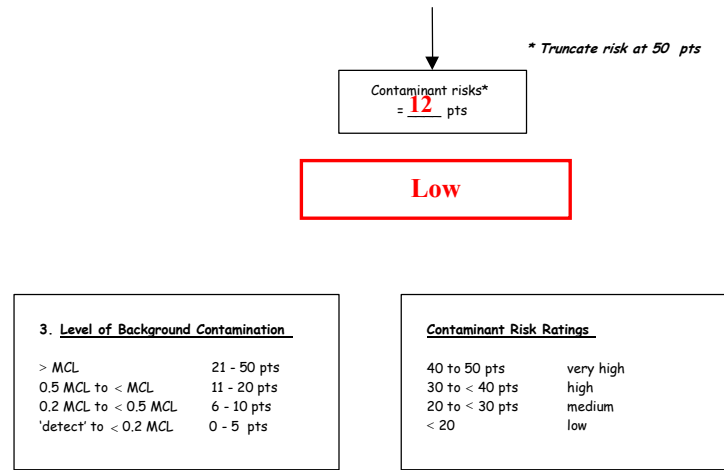 * Truncate risk at 50 pts
Contaminant risks*
= 12 pts
Low
3. Level of Background Contamination
> MCL 21 - 50 pts
0.5 MCL to < MCL 11 - 20 pts
0.2 MCL to < 0.5 MCL 6 - 10 pts
'detect' to < 0.2 MCL 0 - 5 pts
Contaminant Risk Ratings
40 to 50 pts very high
30 to < 40 pts high
20 to < 30 pts medium
< 20 low